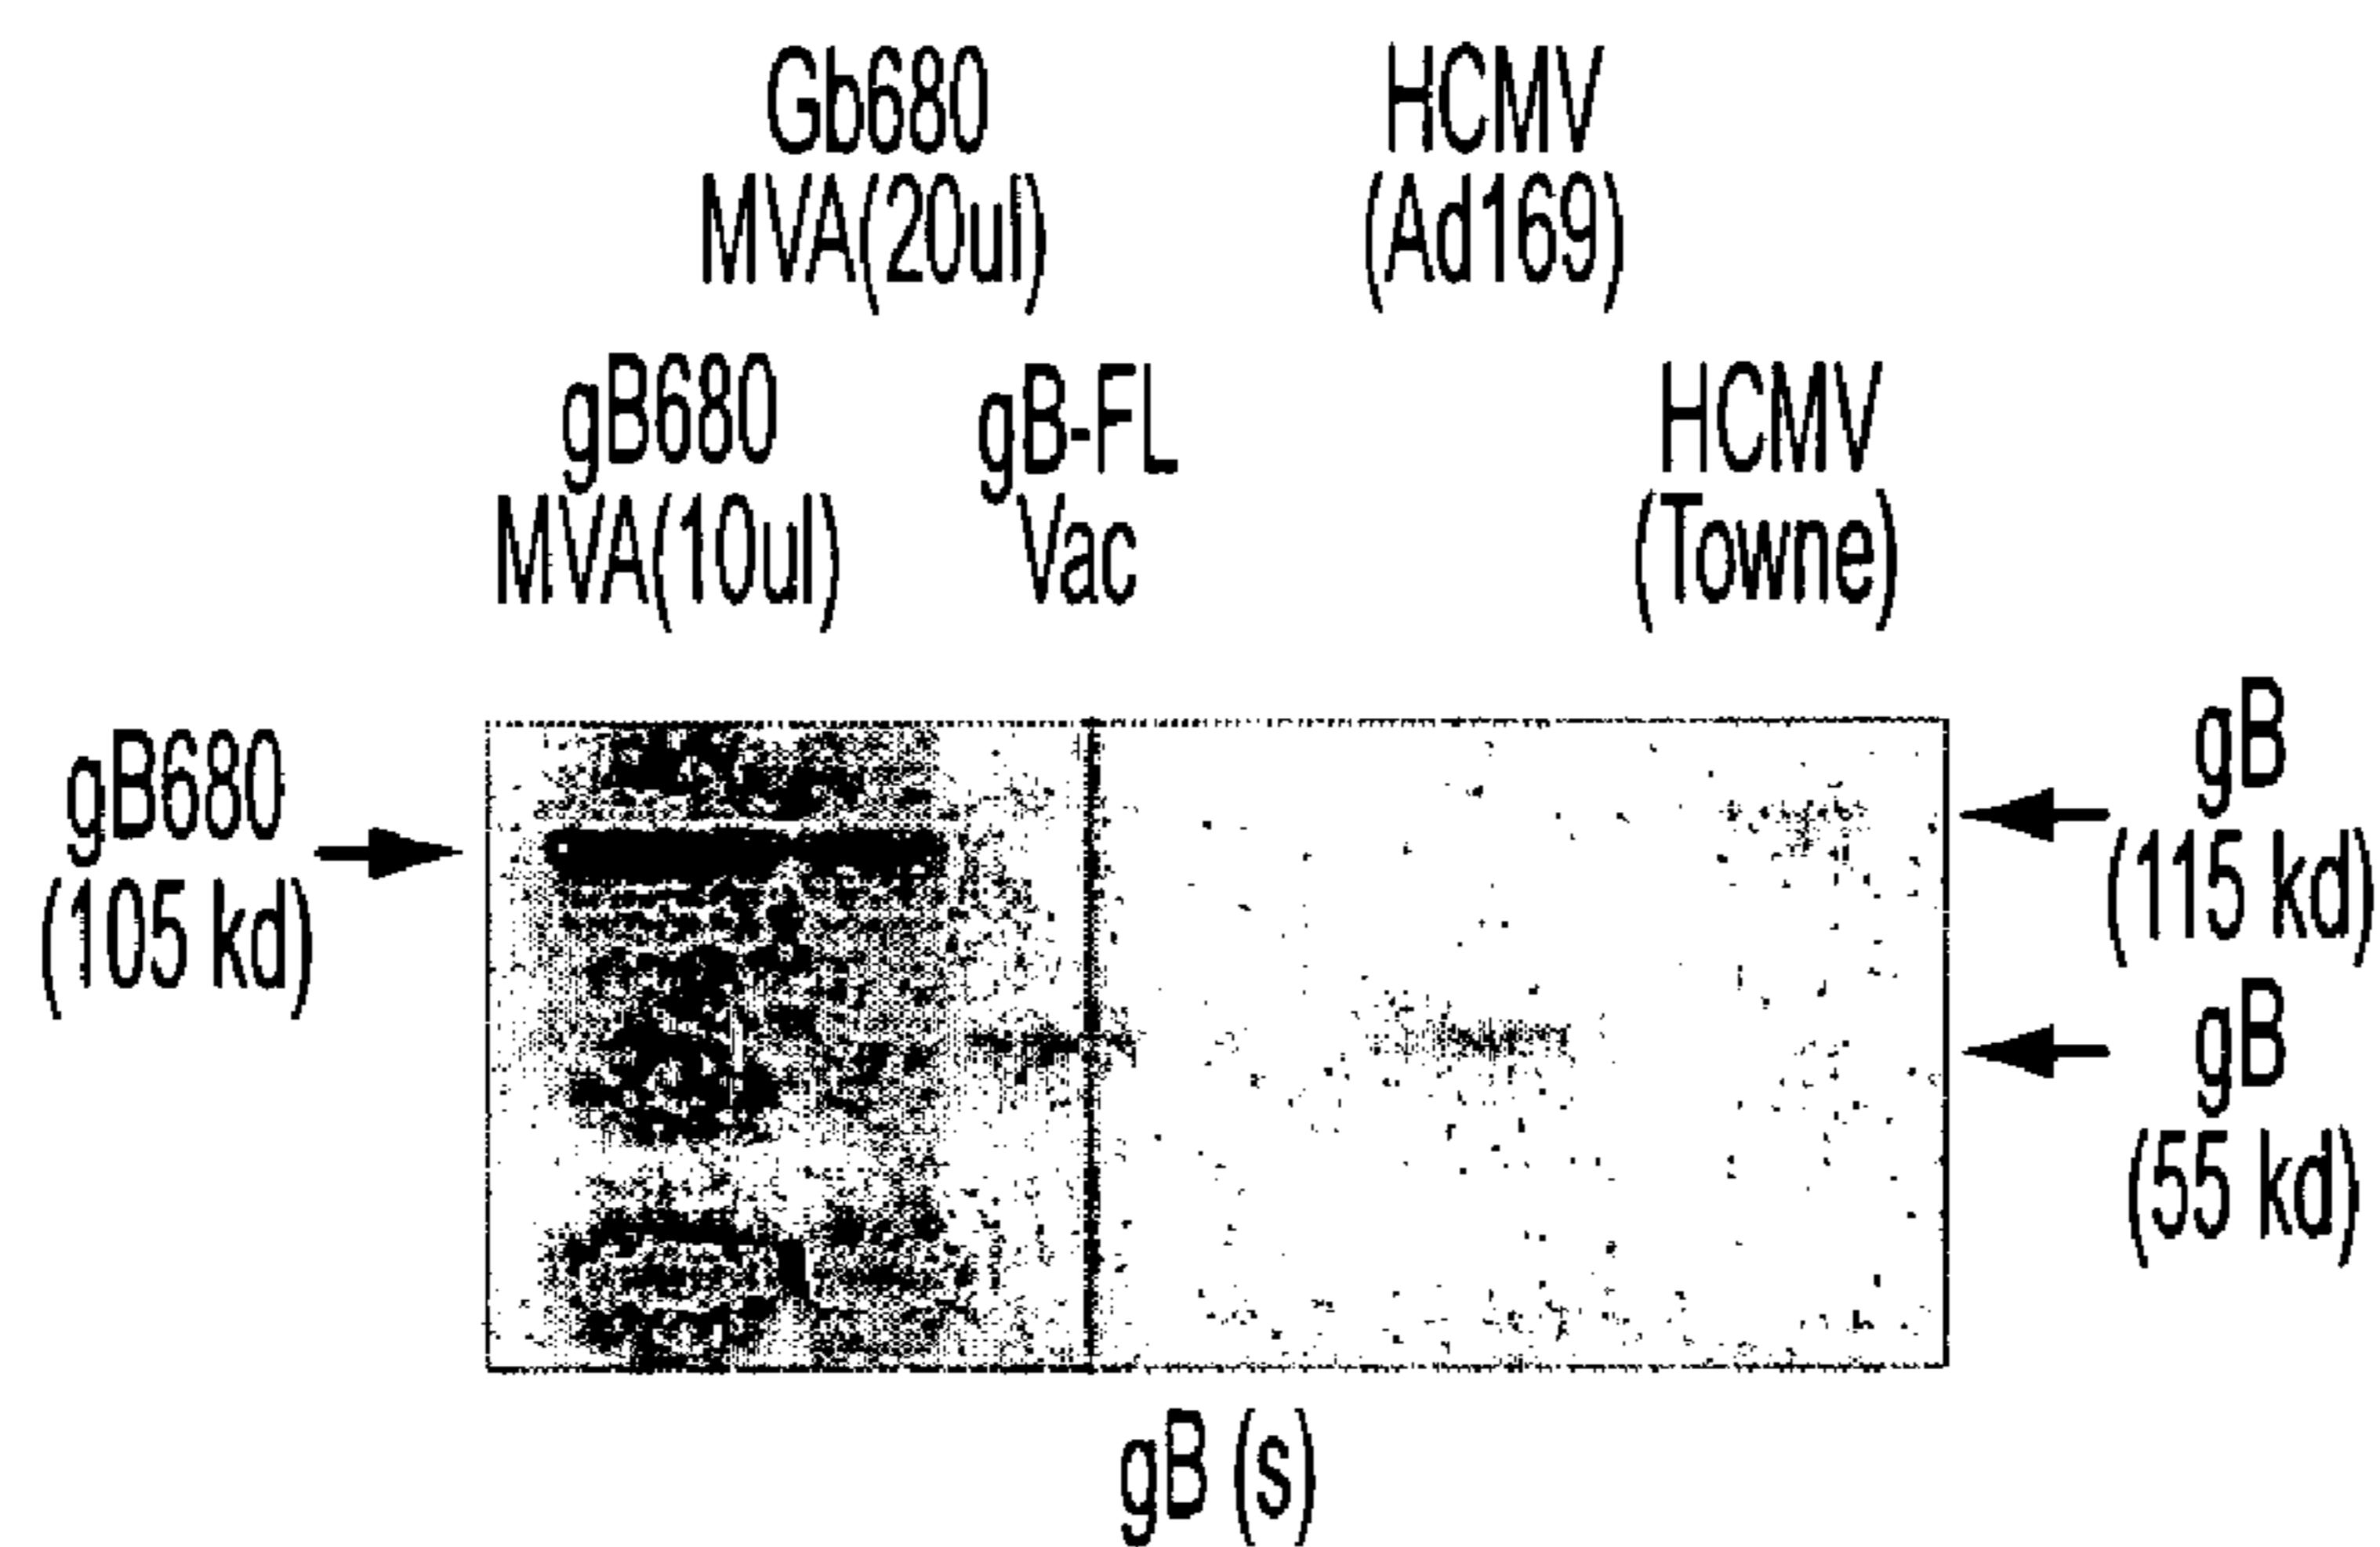 Gb680
MVA(20ul)
HCMV
(Ad169)
gB680
MVA(10ul)
gB-FL
Vac
HCMV
(Towne)
gB680
(105 kd)
gB
(115 kd)
gB
(55 kd)
gB (s)